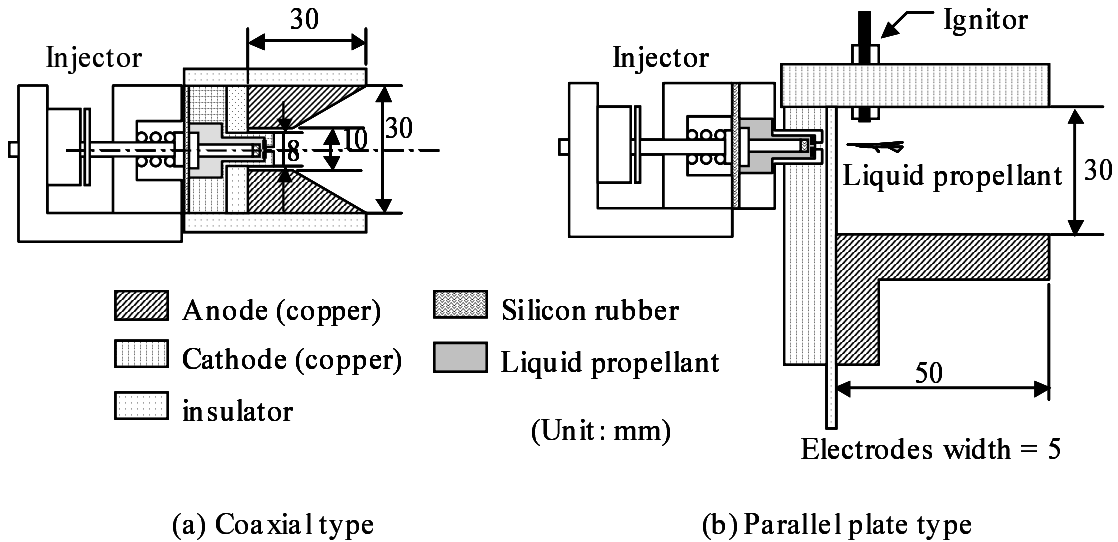 30
Injector
8
10
30
Anode (copper)
Cathode (copper)
insulator
Silicon rubber
Liquid propellant
(Unit: mm)
(a) Coaxial type
Ignitor
Injector
Liquid propellant
30
50
Electrodes width = 5
(b) Parallel plate type